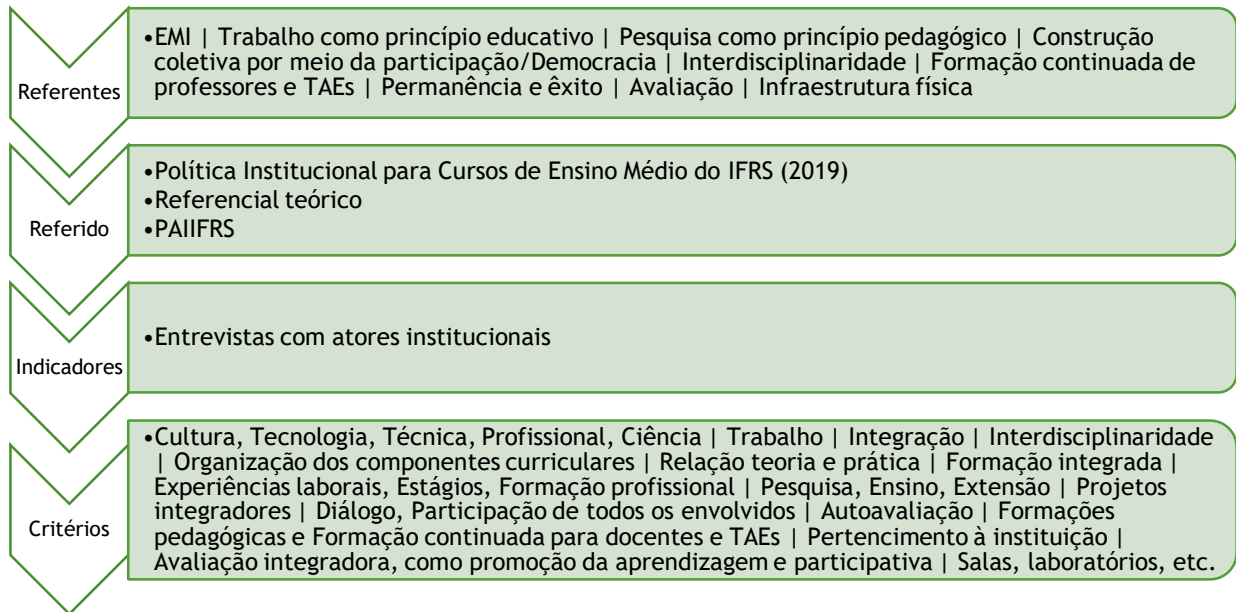 Referentes
•EMI | Trabalho como princípio educativo | Pesquisa como princípio pedagógico | Construção
coletiva por meio da participação/Democracia | Interdisciplinaridade | Formação continuada de
professores e TAEs | Permanência e êxito | Avaliação | Infraestrutura física
Referido
•Política Institucional para Cursos de Ensino Médio do IFRS (2019)
•Referencial teórico
•PAIIFRS
Indicadores
•Entrevistas com atores institucionais
Critérios
•Cultura, Tecnologia, Técnica, Profissional, Ciência | Trabalho | Integração | Interdisciplinaridade
| Organização dos componentes curriculares | Relação teoria e prática | Formação integrada |
Experiências laborais, Estágios, Formação profissional | Pesquisa, Ensino, Extensão | Projetos
integradores | Diálogo, Participação de todos os envolvidos | Autoavaliação | Formações
pedagógicas e Formação continuada para docentes e TAEs | Pertencimento à instituição |
Avaliação integradora, como promoção da aprendizagem e participativa | Salas, laboratórios, etc.